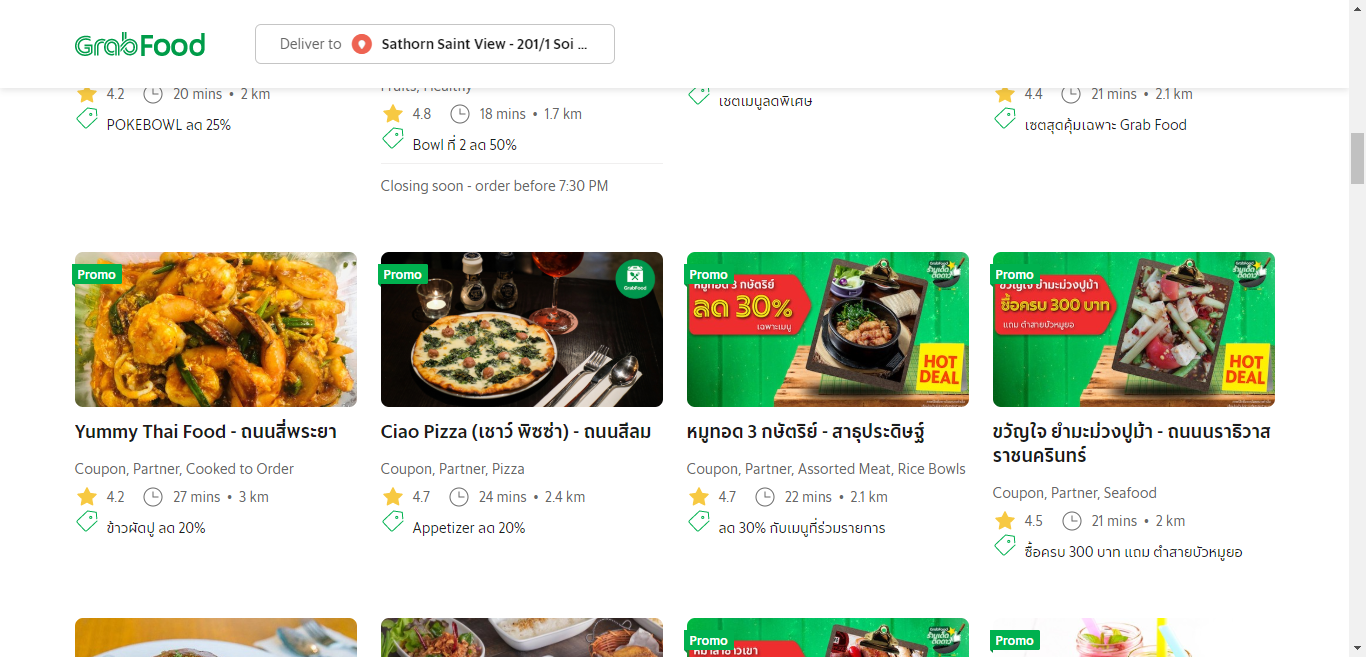 GrabFood
Deliver to Sathorn Saint View - 201/1 Soi ...
4.2 20 mins • 2 km
POKEBOWL ลด 25%
Fruits, Healthy
4.8 18 mins • 1.7 km
Bowl ที่ 2 ลด 50%
Closing soon - order before 7:30 PM
เซตเมนูลดพิเศษ
4.4 21 mins • 2.1 km
เซตสุดคุ้มเฉพาะ Grab Food
Promo
Yummy Thai Food - ถนนสี่พระยา
Coupon, Partner, Cooked to Order
4.2 27 mins • 3 km
ข้าวผัดปู ลด 20%
Promo
GrabFood
Ciao Pizza (เชาว์ พิซซ่า) - ถนนสีลม
Coupon, Partner, Pizza
4.7 24 mins • 2.4 km
Appetizer ลด 20%
Promo
หมูทอด 3 กษัตริย์
ลด 30%
เฉพาะเมนู
HOT
DEAL
หมูทอด 3 กษัตริย์ - สาธุประดิษฐ์
Coupon, Partner, Assorted Meat, Rice Bowls
4.7 22 mins • 2.1 km
ลด 30% กับเมนูที่ร่วมรายการ
Promo
ขวัญใจ ยำมะม่วงปูม้า
ซื้อครบ 300 บาท
แถม ตำสายบัวหมูยอ
HOT
DEAL
ขวัญใจ ยำมะม่วงปูม้า - ถนนนราธิวาส
ราชนครินทร์
Coupon, Partner, Seafood
4.5 21 mins • 2 km
ซื้อครบ 300 บาท แถม ตำสายบัวหมูยอ
Promo
Promo